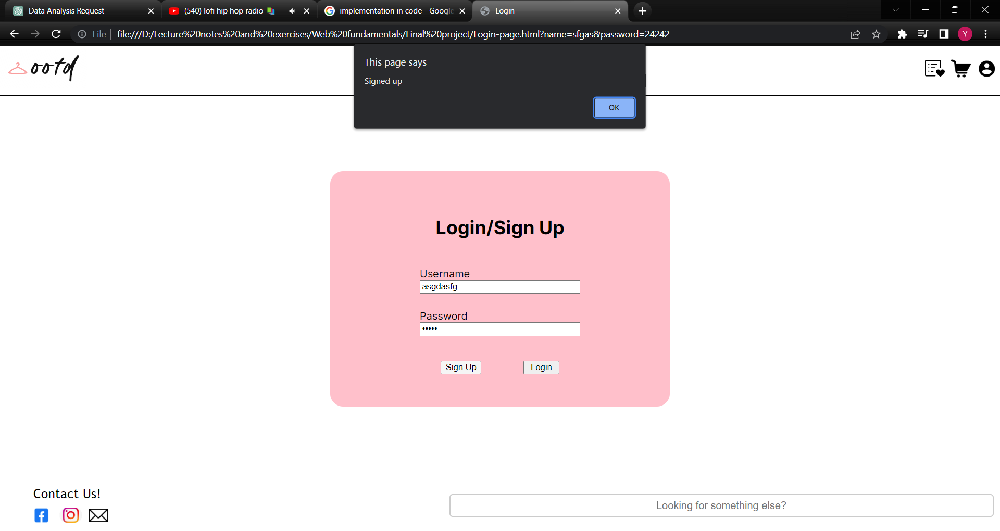 Data Analysis Request
(540) lofi hip hop radio -
implementation in code - Google
Login
File
file:///D:/Lecture%20notes%20and%20exercises/Web%20fundamentals/Final%20project/Login-page.html?name=sfgas&password=24242
Y
ootd
This page says
Signed up
OK
Login/Sign Up
Username
asgdasfg
Password
•••••
Sign Up
Login
Contact Us!
Looking for something else?